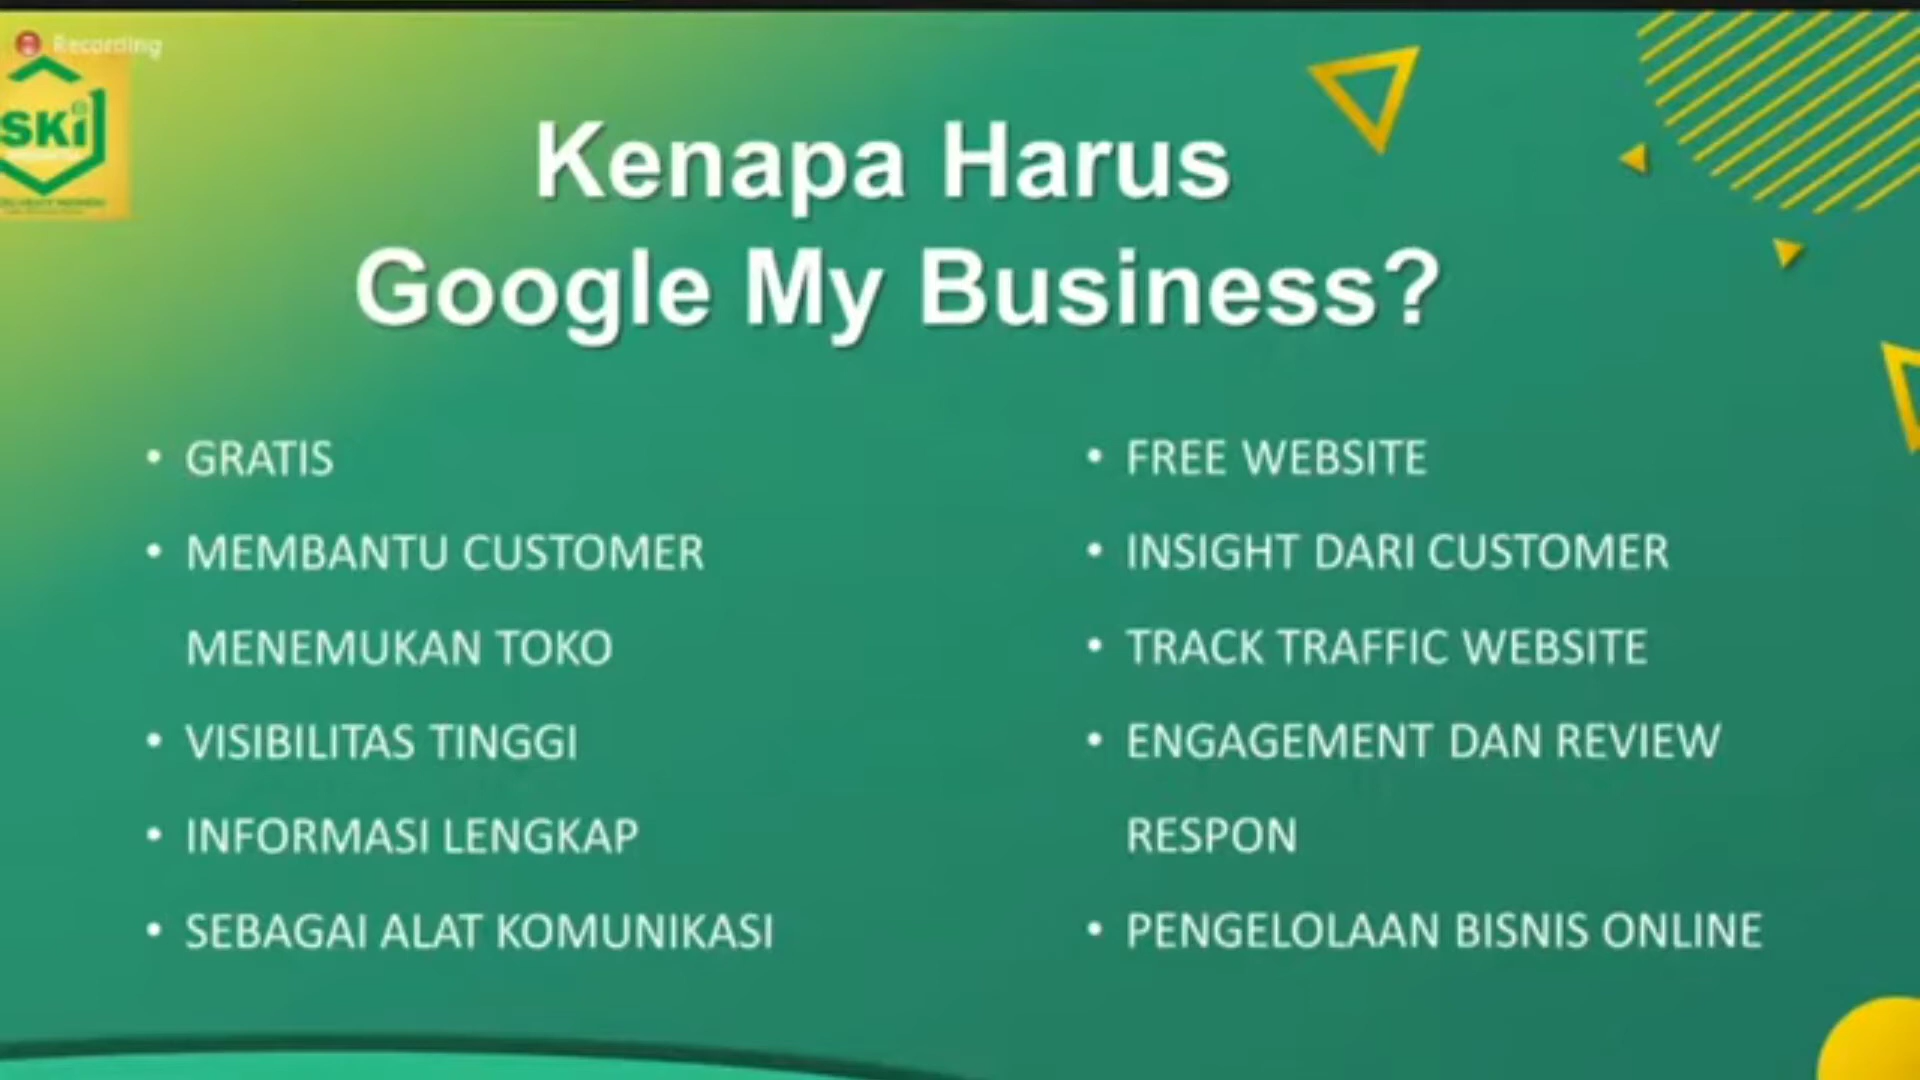 Recording
SKi
Kenapa Harus
Google My Business?
• GRATIS
• MEMBANTU CUSTOMER
MENEMUKAN TOKO
• VISIBILITAS TINGGI
• INFORMASI LENGKAP
• SEBAGAI ALAT KOMUNIKASI
• FREE WEBSITE
• INSIGHT DARI CUSTOMER
• TRACK TRAFFIC WEBSITE
• ENGAGEMENT DAN REVIEW
RESPON
• PENGELOLAAN BISNIS ONLINE